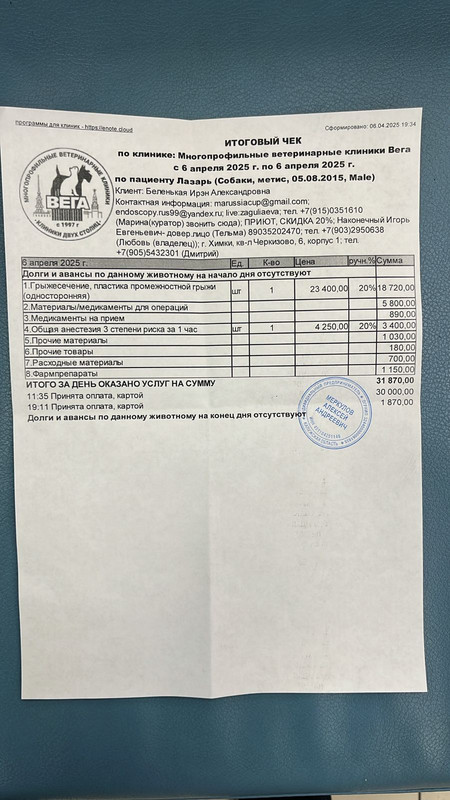 программы для клиник - https://enote.cloud
Сформировано: 06.04.2025 19:34
ИТОГОВЫЙ ЧЕК
по клинике: Многопрофильные ветеринарные клиники Вега
с 6 апреля 2025 г. по 6 апреля 2025 г.
по пациенту Лазарь (Собаки, метис, 05.08.2015, Male)
МНОГОПРОФИЛЬНЫЕ ВЕТЕРИНАРНЫЕ КЛИНИКИ
ВЕГА
с 1997 г
"КЛИНИКИ ДВУХ СТОЛИЦ"
Клиент: Беленькая Ирэн Александровна
Контактная информация: marussiacup@gmail.com;
endoscopy.rus99@yandex.ru; live:zaguliaeva; тел. +7(915)0351610
(Марина(куратор) звонить сюда); ПРИЮТ, СКИДКА 20%; Наконечный Игорь
Евгеньевич- довер.лицо (Тельма) 89035202470; тел. +7(903)2950638
(Любовь (владелец)); г. Химки, кв-л Черкизово, 6, корпус 1; тел.
+7(905)5432301 (Дмитрий)
6 апреля 2025 г. Ед. К-во Цена ручн.% Сумма
Долги и авансы по данному животному на начало дня отсутствуют
1.Грыжесечение, пластика промежностной грыжи (односторонняя) шт 1 23 400,00 20% 18 720,00
2.Материалы/медикаменты для операций 5 800,00
3.Медикаменты на прием 890,00
4.Общая анестезия 3 степени риска за 1 час шт 1 4 250,00 20% 3 400,00
5.Прочие материалы 1 030,00
6.Прочие товары 180,00
7.Расходные материалы 700,00
8.Фармпрепараты 1 150,00
ИТОГО ЗА ДЕНЬ ОКАЗАНО УСЛУГ НА СУММУ 31 870,00
11:35 Принята оплата, картой 30 000,00
19:11 Принята оплата, картой 1 870,00
Долги и авансы по данному животному на конец дня отсутствуют
МЕРКУЛОВ
АЛЕКСЕЙ
АНДРЕЕВИЧ